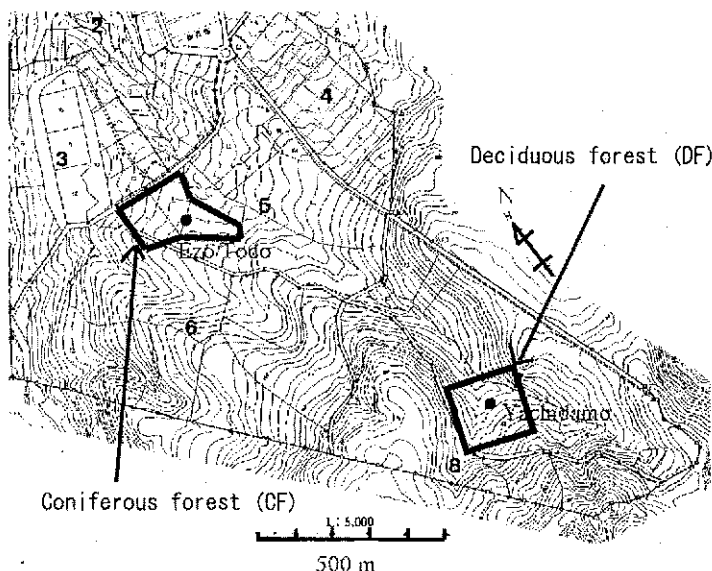 2
4
3
Deciduous forest (DF)
N
5
Ezo Todo
6
Yachidamo
8
Coniferous forest (CF)
1 : 5,000
500 m